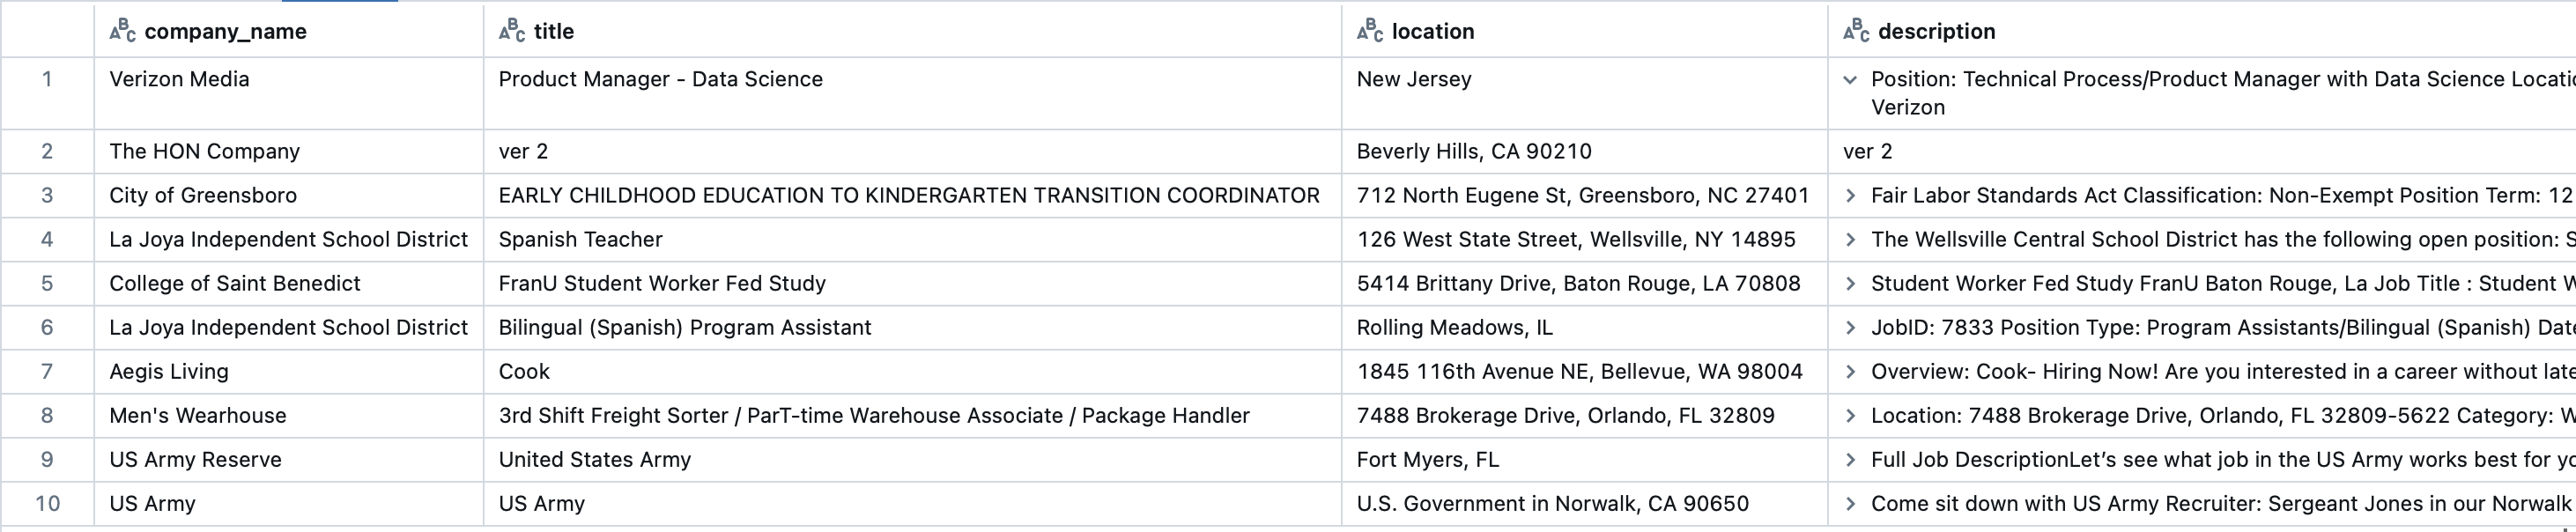 company_name title location description
1 Verizon Media Product Manager - Data Science New Jersey Position: Technical Process/Product Manager with Data Science
Verizon
2 The HON Company ver 2 Beverly Hills, CA 90210 ver 2
3 City of Greensboro EARLY CHILDHOOD EDUCATION TO KINDERGARTEN TRANSITION COORDINATOR 712 North Eugene St, Greensboro, NC 27401 Fair Labor Standards Act Classification: Non-Exempt Position Term: 12
4 La Joya Independent School District Spanish Teacher 126 West State Street, Wellsville, NY 14895 The Wellsville Central School District has the following open position:
5 College of Saint Benedict FranU Student Worker Fed Study 5414 Brittany Drive, Baton Rouge, LA 70808 Student Worker Fed Study FranU Baton Rouge, La Job Title : Student
6 La Joya Independent School District Bilingual (Spanish) Program Assistant Rolling Meadows, IL JobID: 7833 Position Type: Program Assistants/Bilingual (Spanish)
7 Aegis Living Cook 1845 116th Avenue NE, Bellevue, WA 98004 Overview: Cook- Hiring Now! Are you interested in a career without
8 Men's Wearhouse 3rd Shift Freight Sorter / ParT-time Warehouse Associate / Package Handler 7488 Brokerage Drive, Orlando, FL 32809 Location: 7488 Brokerage Drive, Orlando, FL 32809-5622 Category:
9 US Army Reserve United States Army Fort Myers, FL Full Job DescriptionLet’s see what job in the US Army works best for
10 US Army US Army U.S. Government in Norwalk, CA 90650 Come sit down with US Army Recruiter: Sergeant Jones in our Norwalk